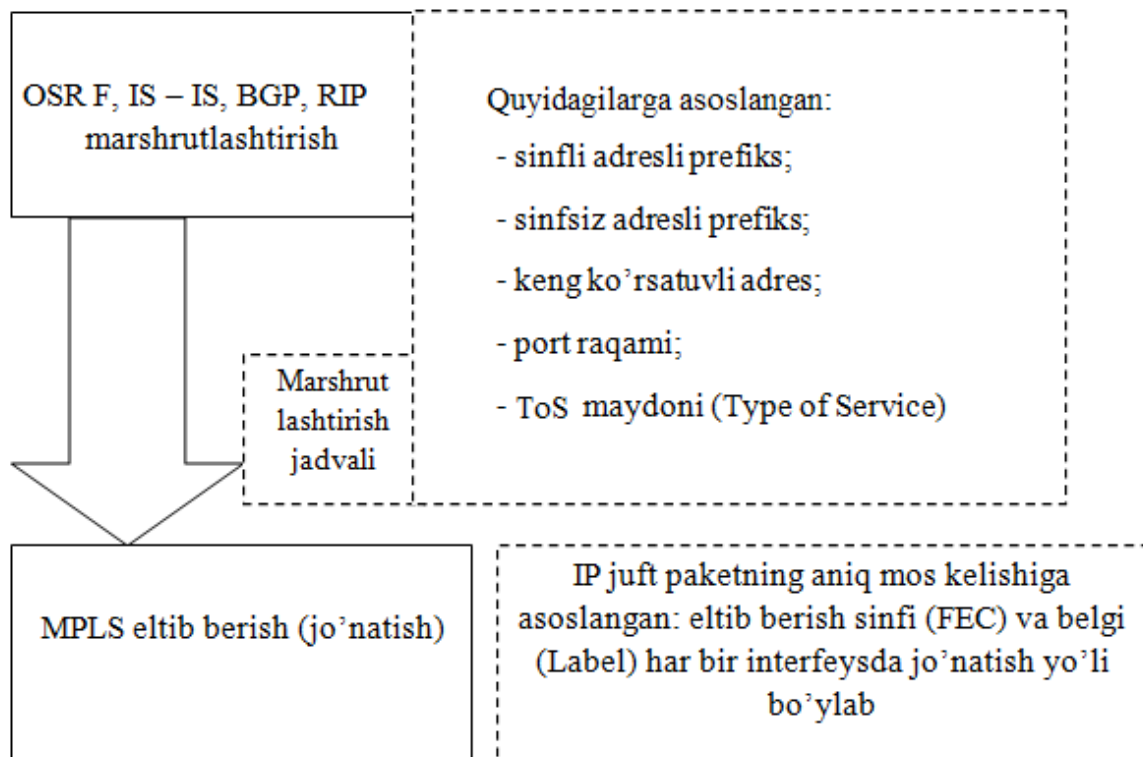 OSR F, IS – IS, BGP, RIP
marshrutlashtirish
Quyidagilarga asoslangan:
- sinfli adresli prefiks;
- sinfsiz adresli prefiks;
- keng ko’rsatuvli adres;
- port raqami;
- ToS maydoni (Type of Service)
Marshrut
lashtirish
jadvali
MPLS eltib berish (jo’natish)
IP juft paketning aniq mos kelishiga
asoslangan: eltib berish sinfi (FEC) va belgi
(Label) har bir interfeysda jo’natish yo’li
bo’ylab